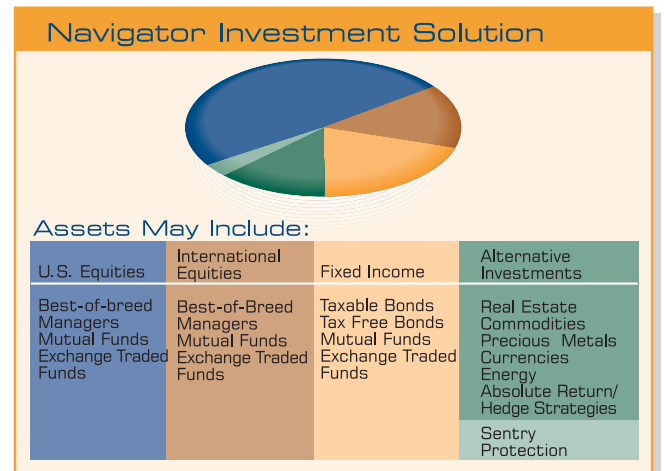 Navigator Investment Solution
Assets May Include:
U.S. Equities
International
Equities
Fixed Income
Alternative
Investments
Best-of-breed
Managers
Mutual Funds
Exchange Traded
Funds
Best-of-Breed
Managers
Mutual Funds
Exchange Traded
Funds
Taxable Bonds
Tax Free Bonds
Mutual Funds
Exchange Traded
Funds
Real Estate
Commodities
Precious Metals
Currencies
Energy
Absolute Return/
Hedge Strategies
Sentry
Protection